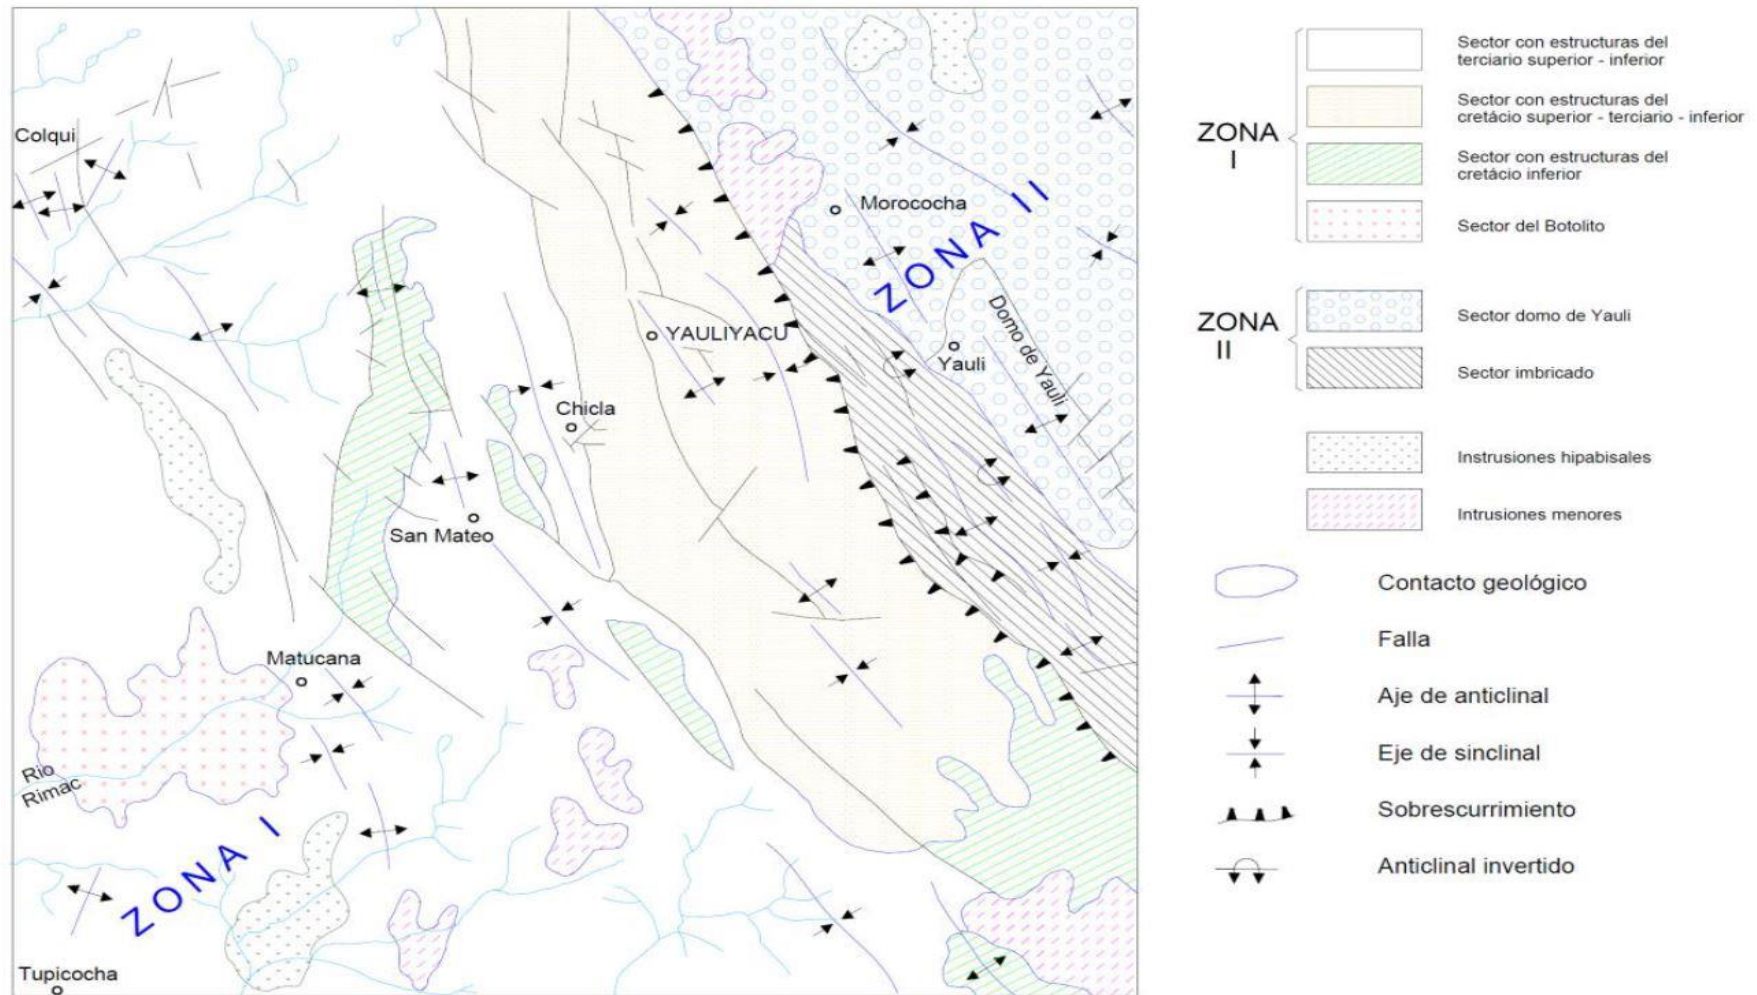 Colqui
Morococha
ZONA II
YAULIYACU
Yauli
Domo de Yauli
Chicla
San Mateo
Matucana
Rio
Rimac
ZONA I
Tupicocha
ZONA
I
Sector con estructuras del
terciario superior - inferior
Sector con estructuras del
cretácio superior - terciario - inferior
Sector con estructuras del
cretácio inferior
Sector del Botolito
ZONA
II
Sector domo de Yauli
Sector imbricado
Instrusiones hipabisales
Intrusiones menores
Contacto geológico
Falla
Aje de anticlinal
Eje de sinclinal
Sobrescurrimiento
Anticlinal invertido